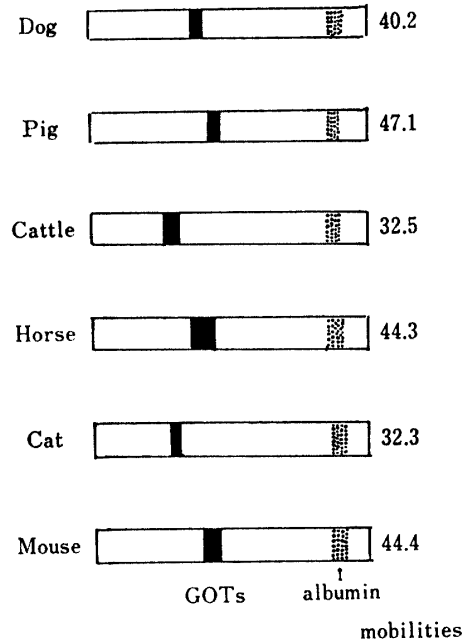 Dog 40.2
Pig 47.1
Cattle 32.5
Horse 44.3
Cat 32.3
Mouse 44.4
GOTs albumin
mobilities